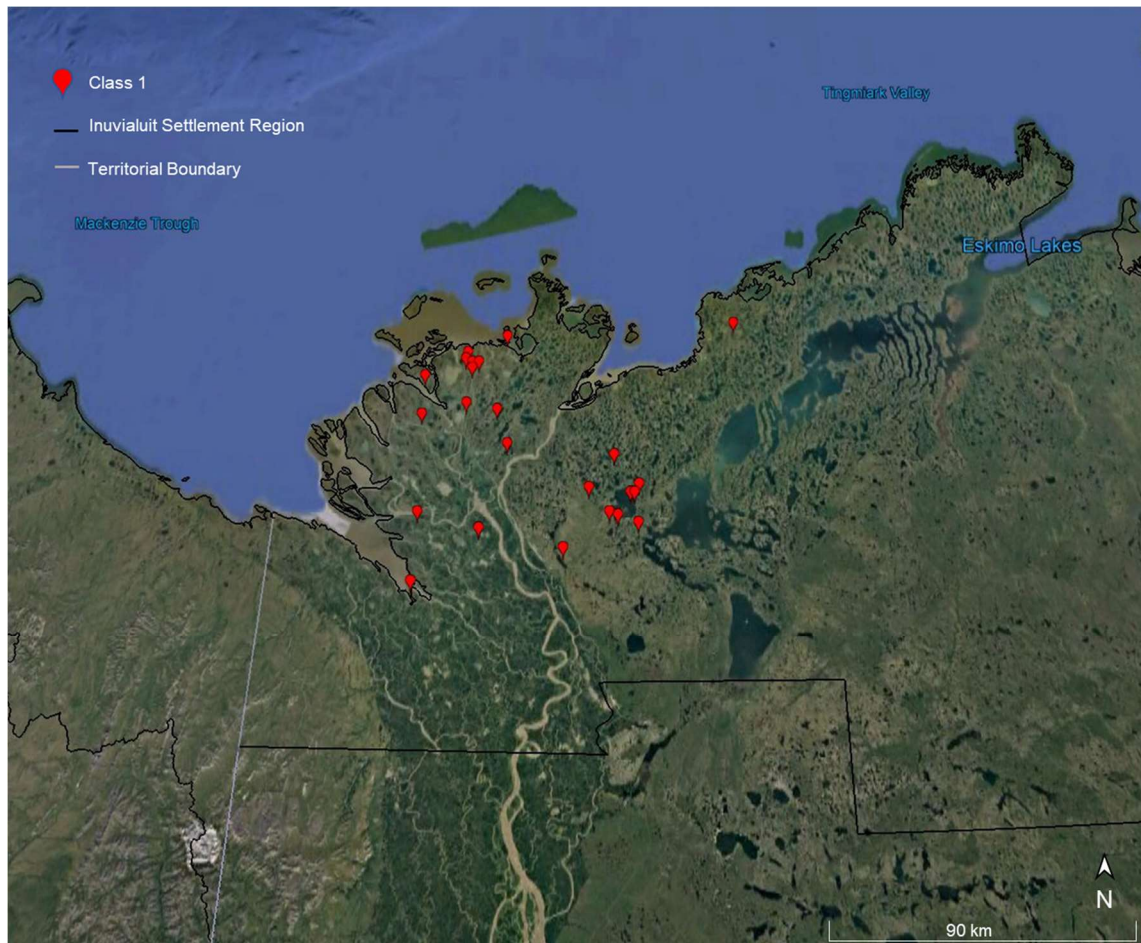 Class 1
Inuvialuit Settlement Region
Territorial Boundary
Tingmiark Valley
Mackenzie Trough
Eskimo Lakes
N
90 km